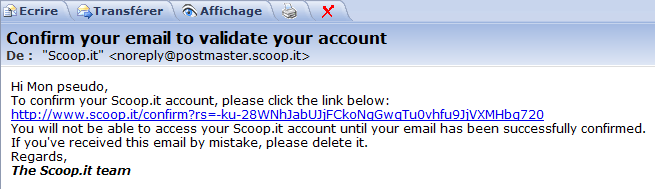 Ecrire Transférer Affichage
Confirm your email to validate your account
De : "Scoop.it" <noreply@postmaster.scoop.it>
Hi Mon pseudo,
To confirm your Scoop.it account, please click the link below:
http://www.scoop.it/confirm?rs=-ku-28WNhJabUJjFCkoNgGwqTu0vhfu9JjVXMHbg720
You will not be able to access your Scoop.it account until your email has been successfully confirmed.
If you've received this email by mistake, please delete it.
Regards,
The Scoop.it team